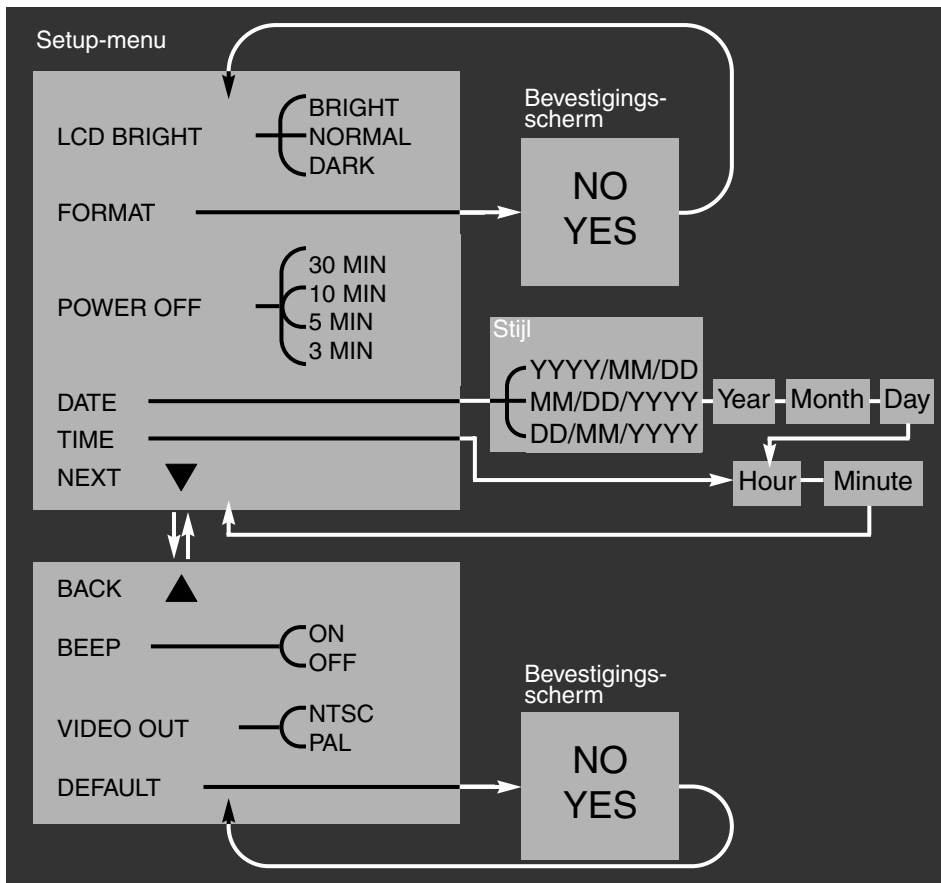 Setup-menu
LCD BRIGHT
BRIGHT
NORMAL
DARK
Bevestigings-
scherm
NO
YES
FORMAT
POWER OFF
30 MIN
10 MIN
5 MIN
3 MIN
DATE
Stijl
YYYY/MM/DD
MM/DD/YYYY
DD/MM/YYYY
Year
Month
Day
TIME
Hour
Minute
NEXT
BACK
BEEP
ON
OFF
VIDEO OUT
NTSC
PAL
DEFAULT
Bevestigings-
scherm
NO
YES